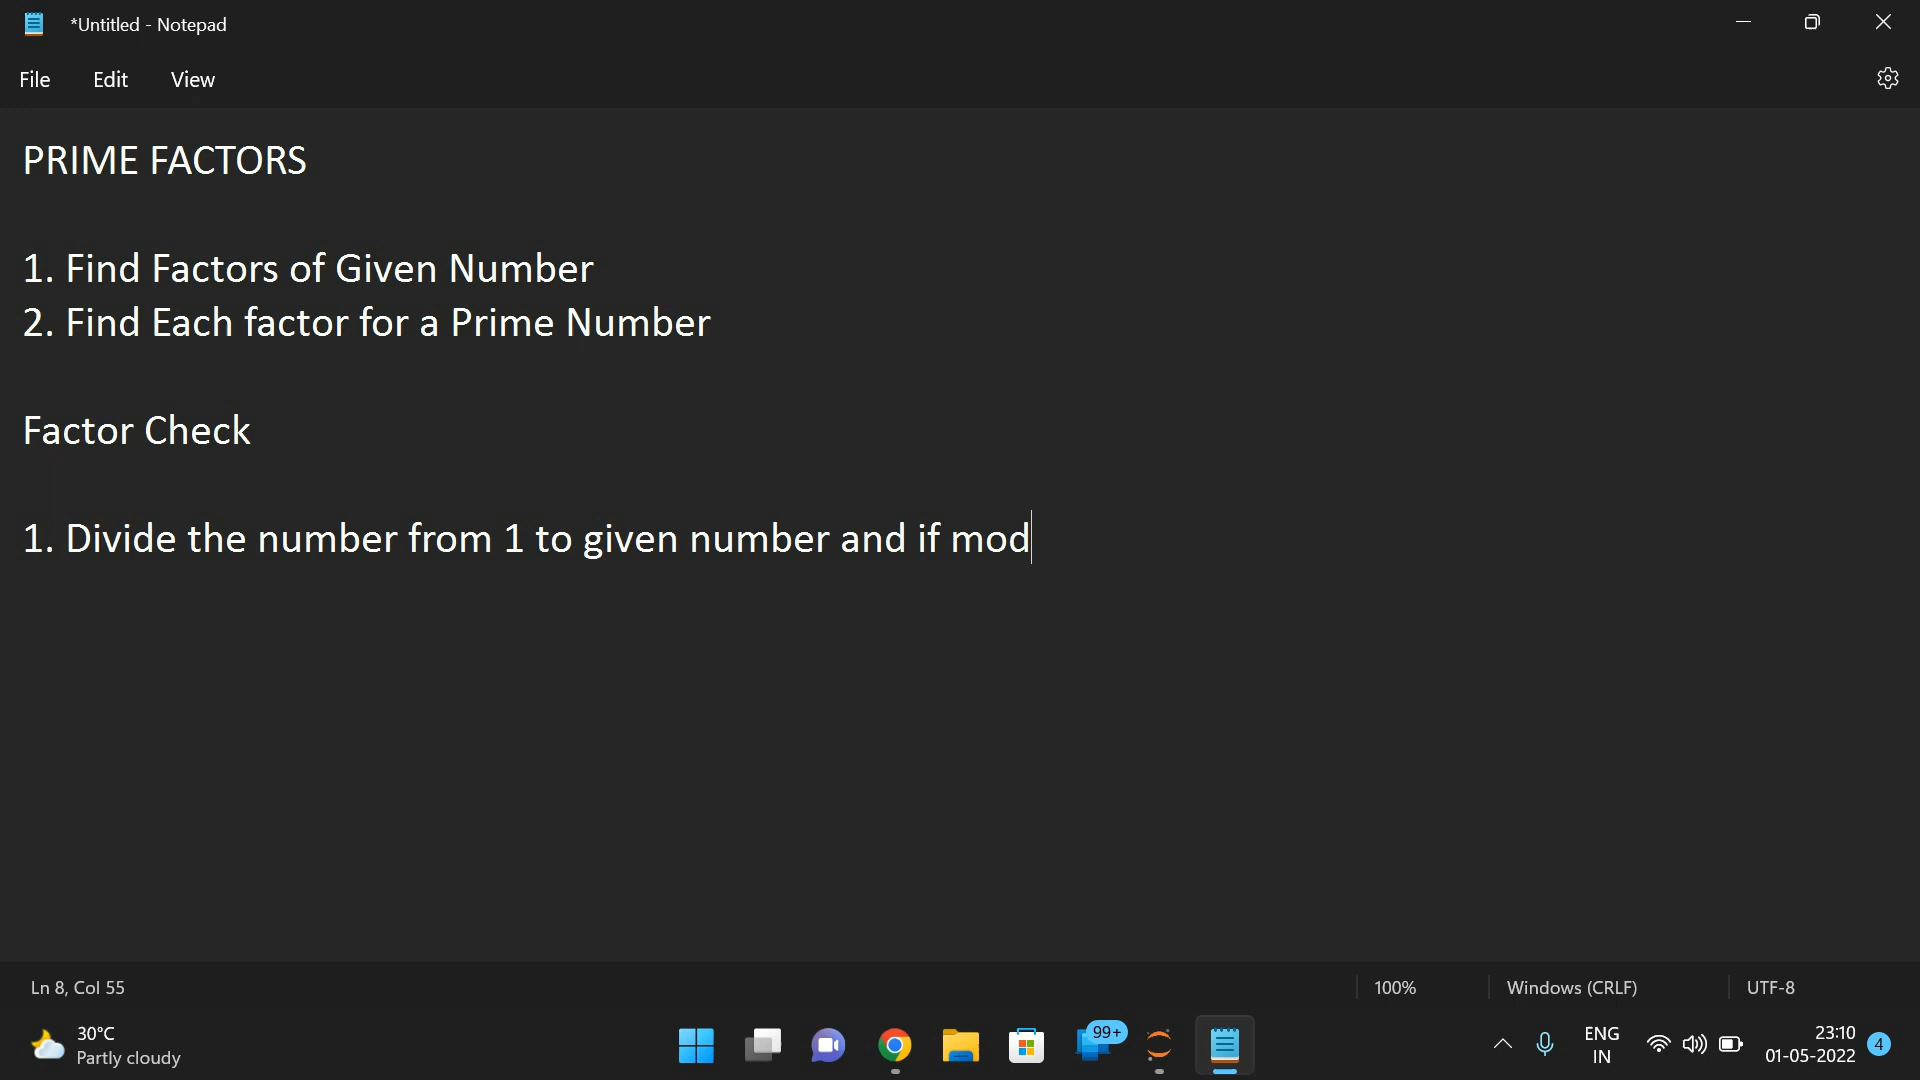 *Untitled - Notepad
File Edit View
PRIME FACTORS
1. Find Factors of Given Number
2. Find Each factor for a Prime Number
Factor Check
1. Divide the number from 1 to given number and if mod
Ln 8, Col 55 100% Windows (CRLF) UTF-8
30°C
Partly cloudy
99+
ENG
IN
23:10
01-05-2022
4